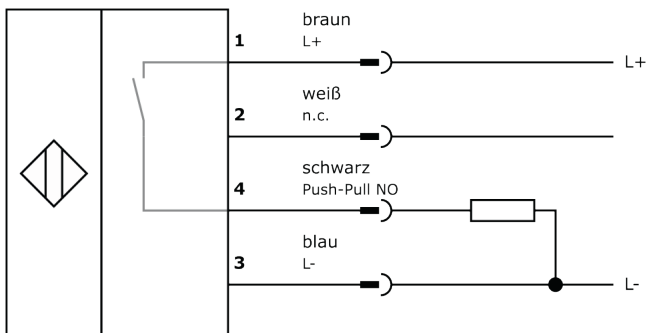 braun
1 L+
L+
weiß
2 n.c.
schwarz
4 Push-Pull NO
blau
3 L-
L-